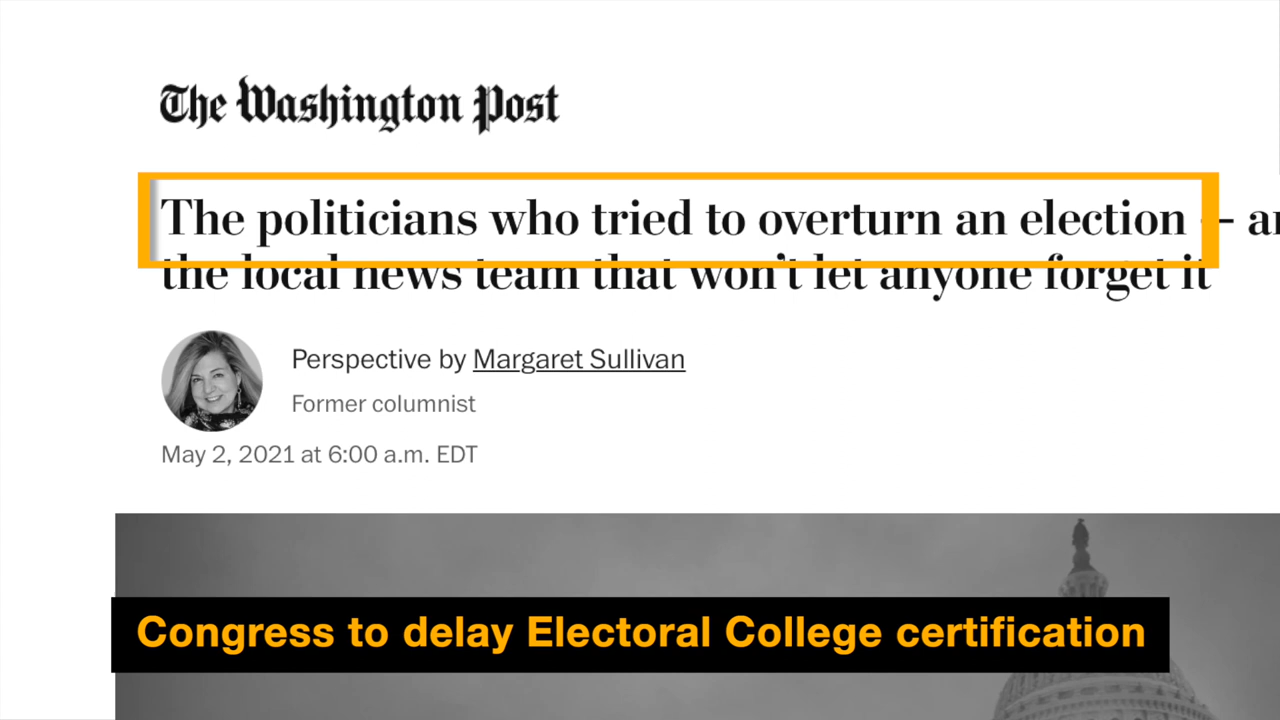 The Washington Post
The politicians who tried to overturn an election –
the local news team that won't let anyone forget it
Perspective by Margaret Sullivan
Former columnist
May 2, 2021 at 6:00 a.m. EDT
Congress to delay Electoral College certification